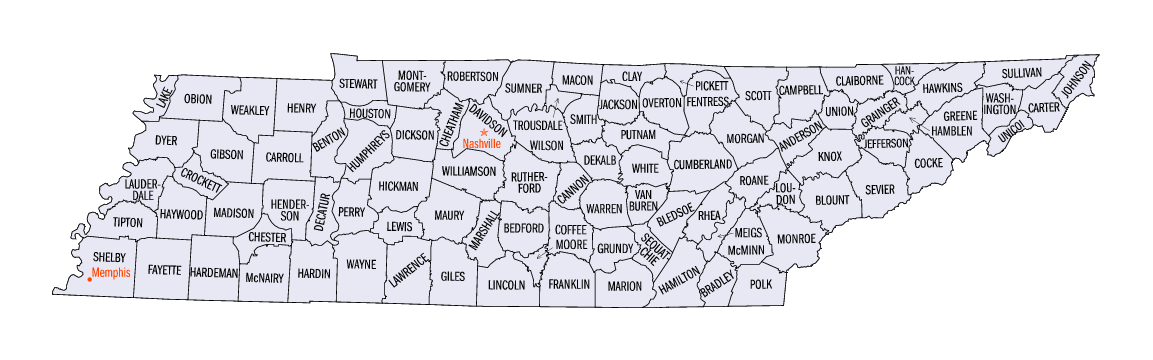 LAKE
OBION
WEAKLEY
HENRY
STEWART
MONT-
GOMERY
ROBERTSON
SUMNER
MACON
CLAY
PICKETT
FENTRESS
SCOTT
CAMPBELL
CLAIBORNE
HAN-
COCK
HAWKINS
SULLIVAN
JOHNSON
DYER
GIBSON
CARROLL
BENTON
HOUSTON
HUMPHREYS
DICKSON
CHEATHAM
DAVIDSON
Nashville
TROUSDALE
WILSON
SMITH
JACKSON
OVERTON
PUTNAM
MORGAN
ANDERSON
UNION
GRAINGER
HAMBLEN
GREENE
WASH-
INGTON
CARTER
UNICOI
LAUDER-
DALE
CROCKETT
HAYWOOD
MADISON
HENDER-
SON
DECATUR
PERRY
HICKMAN
WILLIAMSON
RUTHER-
FORD
CANNON
DEKALB
WHITE
CUMBERLAND
ROANE
KNOX
JEFFERSON
COCKE
SEVIER
BLOUNT
LOU-
DON
TIPTON
CHESTER
LEWIS
MAURY
MARSHALL
BEDFORD
COFFEE
MOORE
WARREN
VAN
BUREN
BLEDSOE
RHEA
MEIGS
McMINN
MONROE
SHELBY
Memphis
FAYETTE
HARDEMAN
McNAIRY
HARDIN
WAYNE
LAWRENCE
GILES
LINCOLN
FRANKLIN
GRUNDY
SEQUAT-
CHIE
MARION
HAMILTON
BRADLEY
POLK